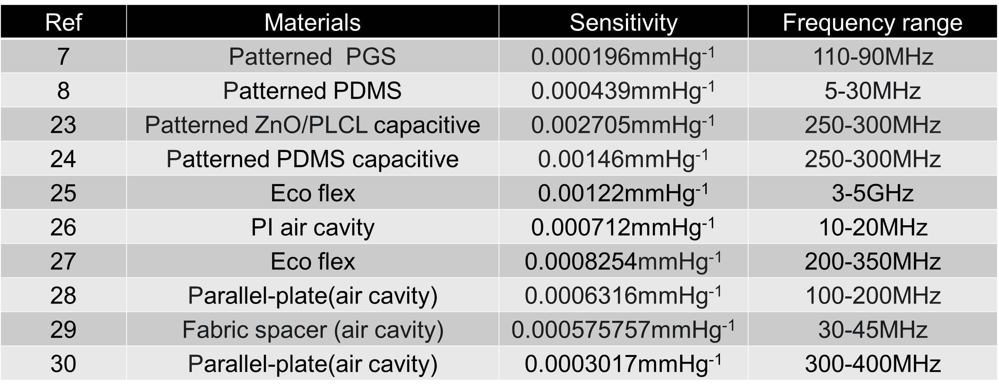 Ref Materials Sensitivity Frequency range
7 Patterned  PGS 0.000196mmHg⁻¹ 110-90MHz
8 Patterned PDMS 0.000439mmHg⁻¹ 5-30MHz
23 Patterned ZnO/PLCL capacitive 0.002705mmHg⁻¹ 250-300MHz
24 Patterned PDMS capacitive 0.00146mmHg⁻¹ 250-300MHz
25 Eco flex 0.00122mmHg⁻¹ 3-5GHz
26 PI air cavity 0.000712mmHg⁻¹ 10-20MHz
27 Eco flex 0.0008254mmHg⁻¹ 200-350MHz
28 Parallel-plate(air cavity) 0.0006316mmHg⁻¹ 100-200MHz
29 Fabric spacer (air cavity) 0.000575757mmHg⁻¹ 30-45MHz
30 Parallel-plate(air cavity) 0.0003017mmHg⁻¹ 300-400MHz